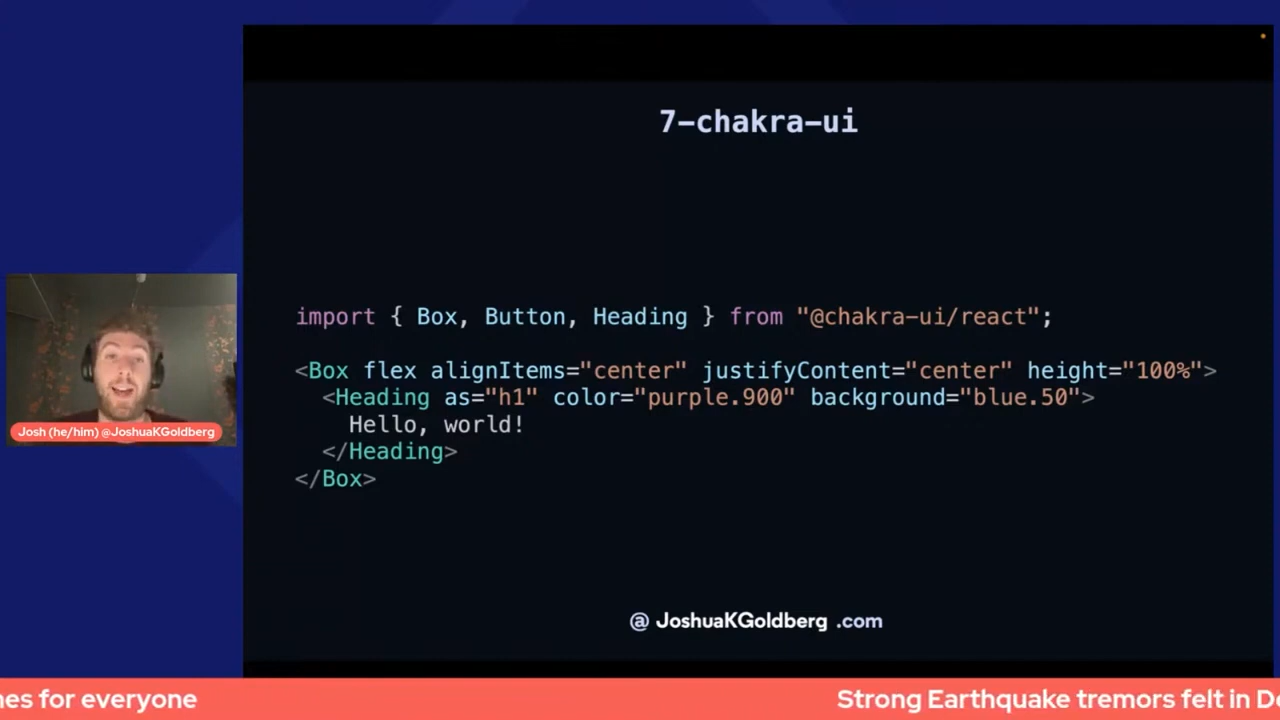 7-chakra-ui
import { Box, Button, Heading } from "@chakra-ui/react";
<Box flex alignItems="center" justifyContent="center" height="100%">
<Heading as="h1" color="purple.900" background="blue.50">
Hello, world!
</Heading>
</Box>
Josh (he/him) @JoshuaKGoldberg
@ JoshuaKGoldberg .com
for everyone
Strong Earthquake tremors felt in